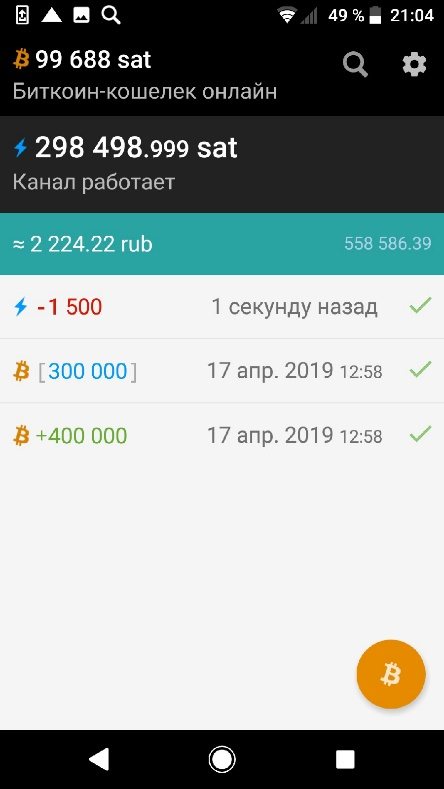 49 % 21:04
99 688 sat
Биткоин-кошелек онлайн
298 498.999 sat
Канал работает
≈ 2 224.22 rub 558 586.39
-1 500 1 секунду назад
[300 000] 17 апр. 2019 12:58
+400 000 17 апр. 2019 12:58